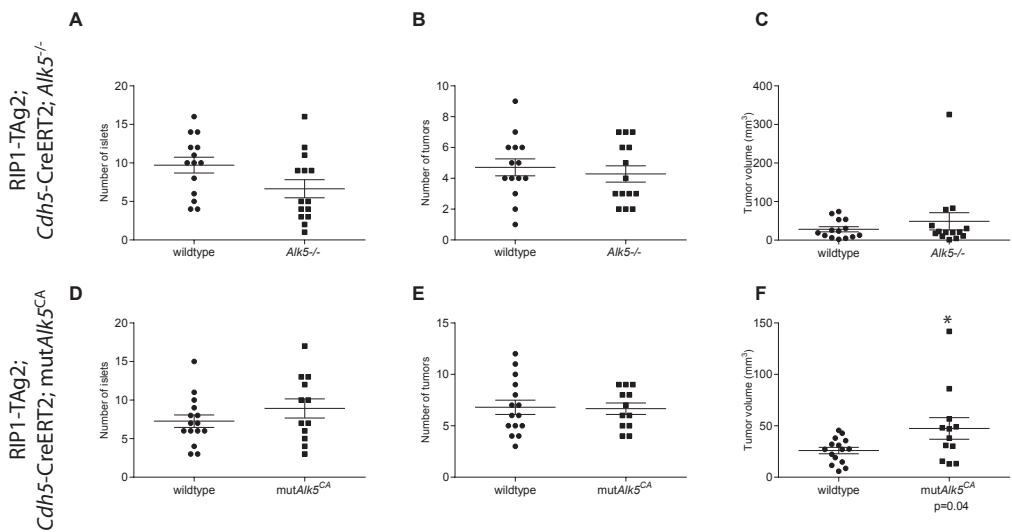 RIP1-TAg2;
Cdh5-CreERT2; Alk5-/-
A
Number of islets
20
15
10
5
0
wildtype
Alk5-/-
B
Number of tumors
10
8
6
4
2
0
wildtype
Alk5-/-
C
Tumor volume (mm³)
400
300
200
100
0
wildtype
Alk5-/-
RIP1-TAg2;
Cdh5-CreERT2; mutAlk5CA
D
Number of islets
20
15
10
5
0
wildtype
mutAlk5CA
E
Number of tumors
15
10
5
0
wildtype
mutAlk5CA
F
Tumor volume (mm³)
150
100
50
0
*
wildtype
mutAlk5CA
p=0.04